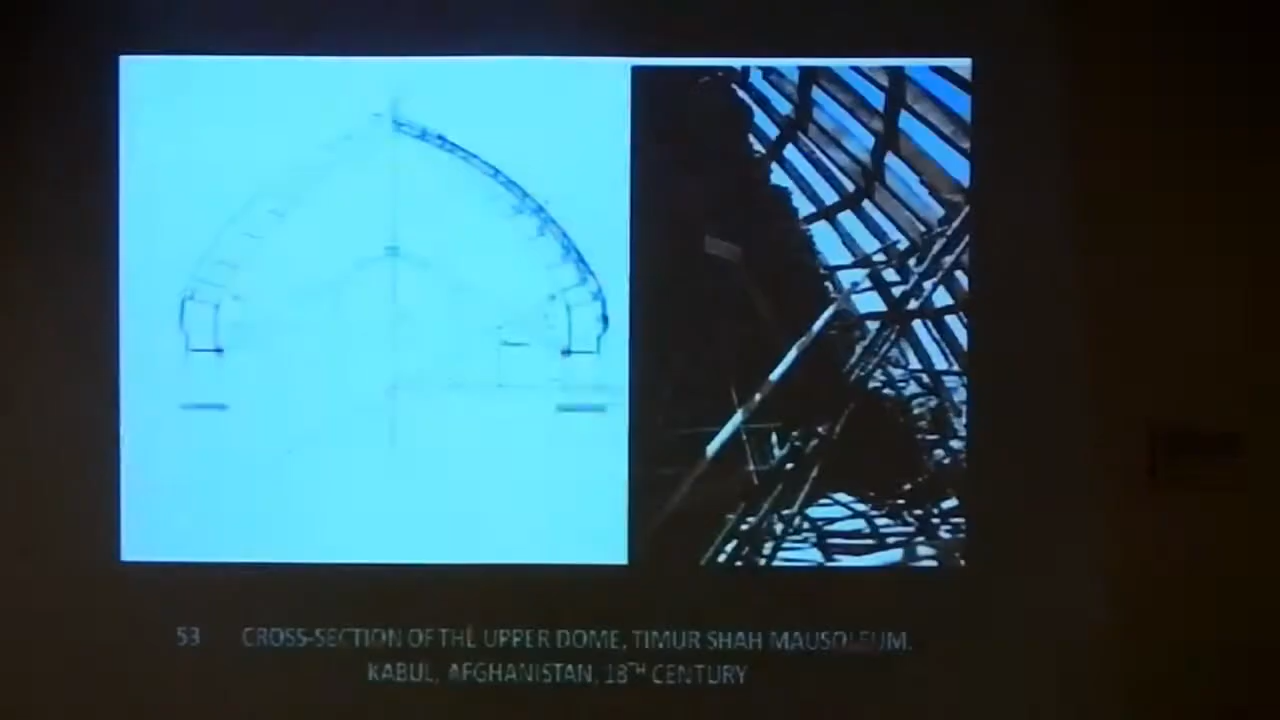 53 CROSS-SECTION OF THE UPPER DOME, TIMUR SHAH MAUSOLEUM.
KABUL, AFGHANISTAN, 18TH CENTURY